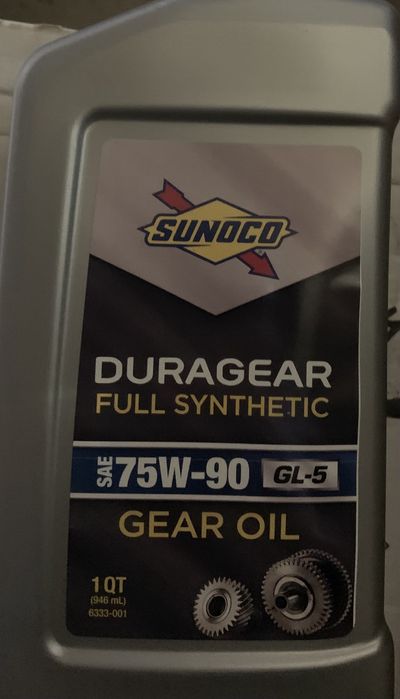 SUNOCO
DURAGEAR
FULL SYNTHETIC
SAE 75W-90 GL-5
GEAR OIL
1 QT
(946 mL)
6333-001